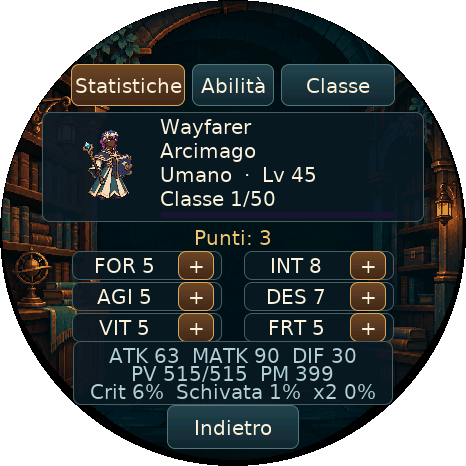 Statistiche Abilità Classe
Wayfarer
Arcimago
Umano · Lv 45
Classe 1/50
Punti: 3
FOR 5 + INT 8 +
AGI 5 + DES 7 +
VIT 5 + FRT 5 +
ATK 63 MATK 90 DIF 30
PV 515/515 PM 399
Crit 6% Schivata 1% x2 0%
Indietro